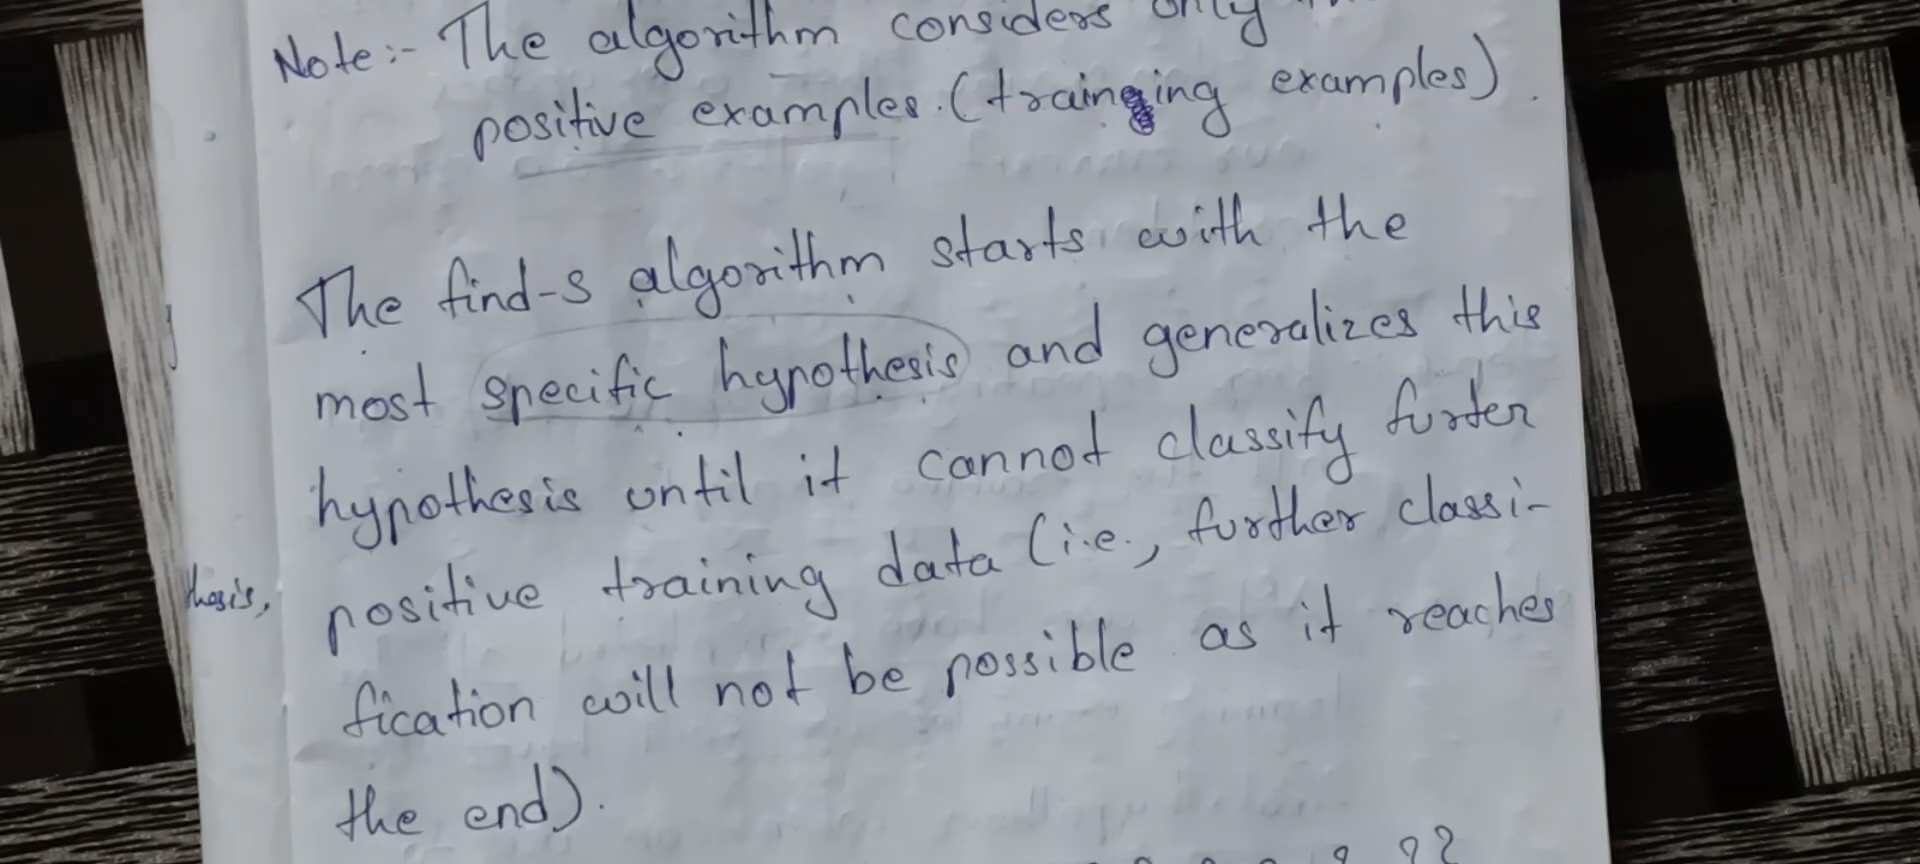 Note:- The algorithm considers only
positive examples. (training examples).
The find-s algorithm starts with the
most specific hypothesis and generalizes this
hypothesis until it cannot classify furter
positive training data (i.e., further classi-
thesis,
fication will not be possible as it reaches
the end).